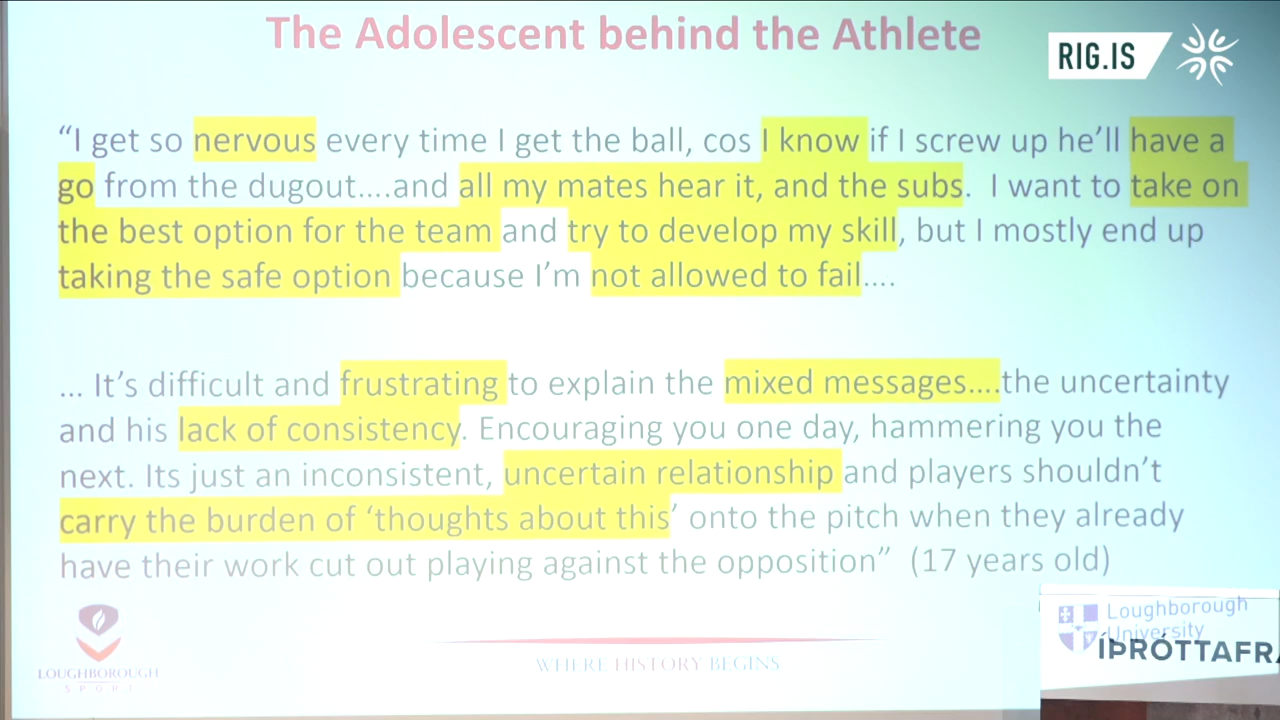 The Adolescent behind the Athlete
RIG.IS
“I get so nervous every time I get the ball, cos I know if I screw up he’ll have a
go from the dugout….and all my mates hear it, and the subs.  I want to take on
the best option for the team and try to develop my skill, but I mostly end up
taking the safe option because I’m not allowed to fail….
... It’s difficult and frustrating to explain the mixed messages….the uncertainty
and his lack of consistency. Encouraging you one day, hammering you the
next. Its just an inconsistent, uncertain relationship and players shouldn’t
carry the burden of ‘thoughts about this’ onto the pitch when they already
have their work cut out playing against the opposition”  (17 years old)
LOUGHBOROUGH
SPORT
WHERE HISTORY BEGINS
Loughborough
University
ÍÞRÓTTAFRA